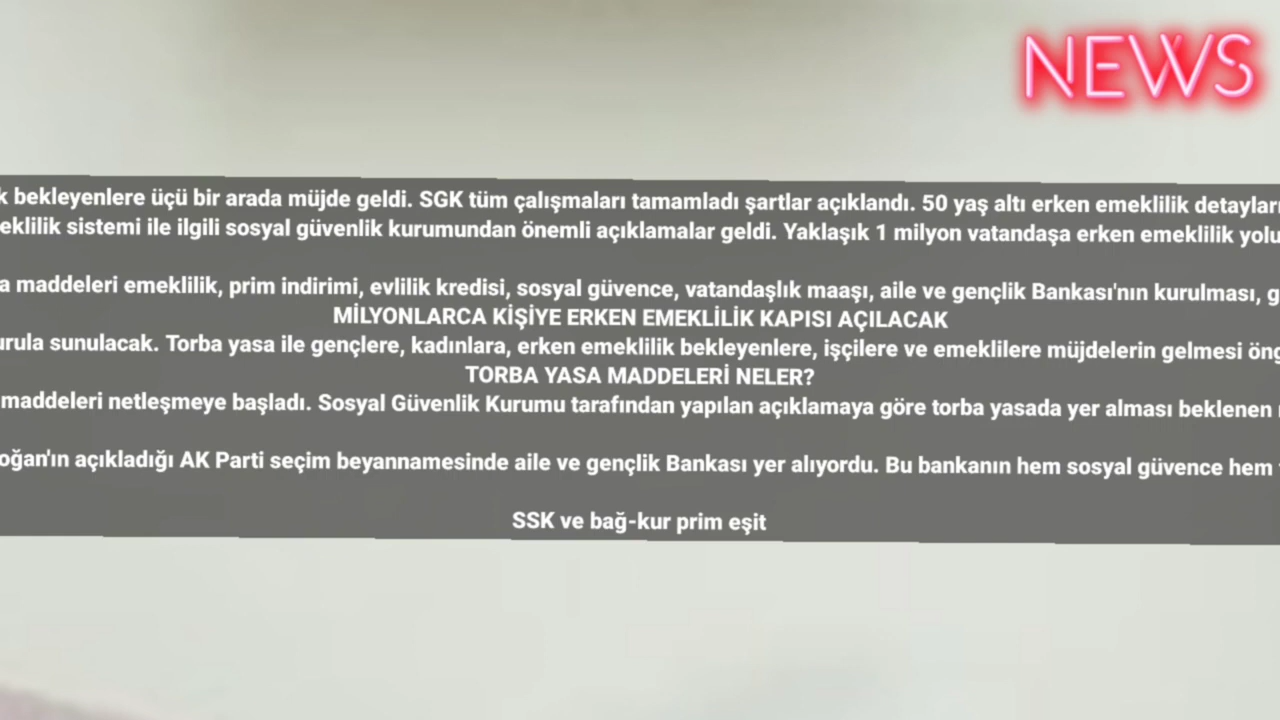 NEWS
bekleyenlere üçü bir arada müjde geldi. SGK tüm çalışmaları tamamladı şartlar açıklandı. 50 yaş altı erken emeklilik detayları
eklilik sistemi ile ilgili sosyal güvenlik kurumundan önemli açıklamalar geldi. Yaklaşık 1 milyon vatandaşa erken emeklilik yolu
maddeleri emeklilik, prim indirimi, evlilik kredisi, sosyal güvence, vatandaşlık maaşı, aile ve gençlik Bankası'nın kurulması,
MİLYONLARCA KİŞİYE ERKEN EMEKLİLİK KAPISI AÇILACAK
urula sunulacak. Torba yasa ile gençlere, kadınlara, erken emeklilik bekleyenlere, işçilere ve emeklilere müjdelerin gelmesi öng
TORBA YASA MADDELERİ NELER?
maddeleri netleşmeye başladı. Sosyal Güvenlik Kurumu tarafından yapılan açıklamaya göre torba yasada yer alması beklenen
oğan'ın açıkladığı AK Parti seçim beyannamesinde aile ve gençlik Bankası yer alıyordu. Bu bankanın hem sosyal güvence hem
SSK ve bağ-kur prim eşit